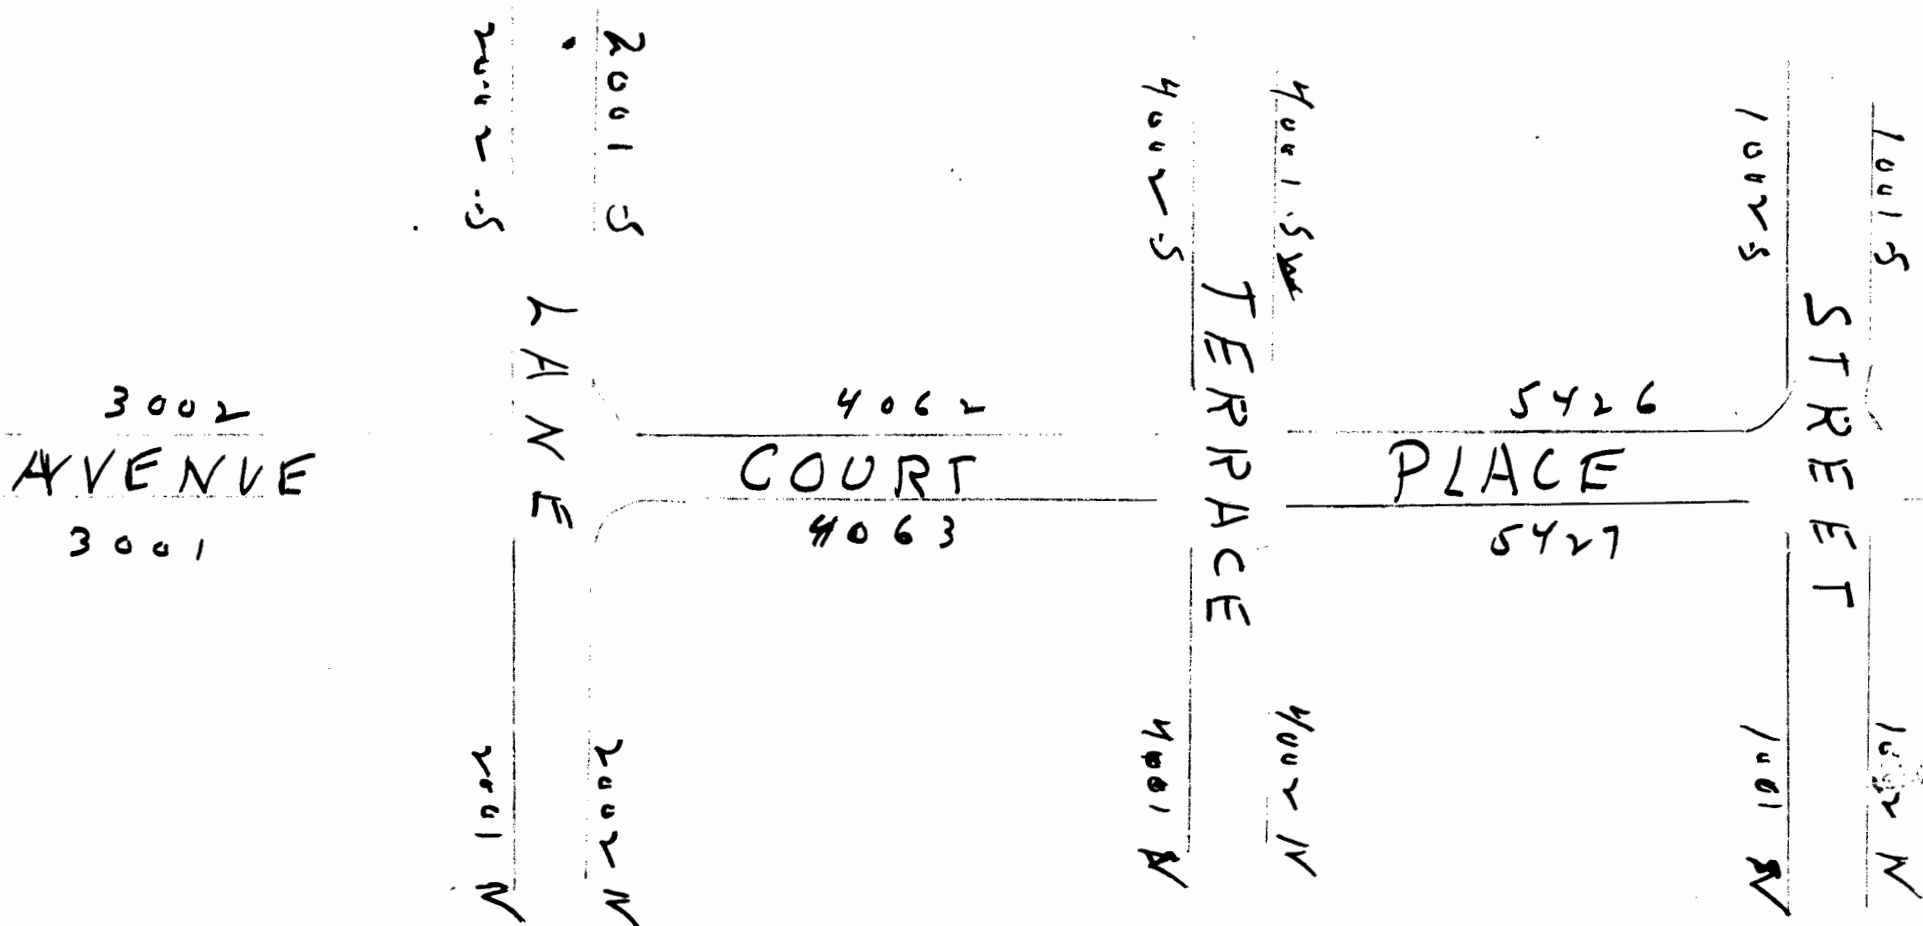 2002 S
2001 S
4002 S
4001 S
1002 S
1001 S
LANE
TERRACE
STREET
3002
AVENUE
3001
4062
COURT
4063
5426
PLACE
5427
2001 N
2002 N
4001 N
4002 N
1001 N
1002 N